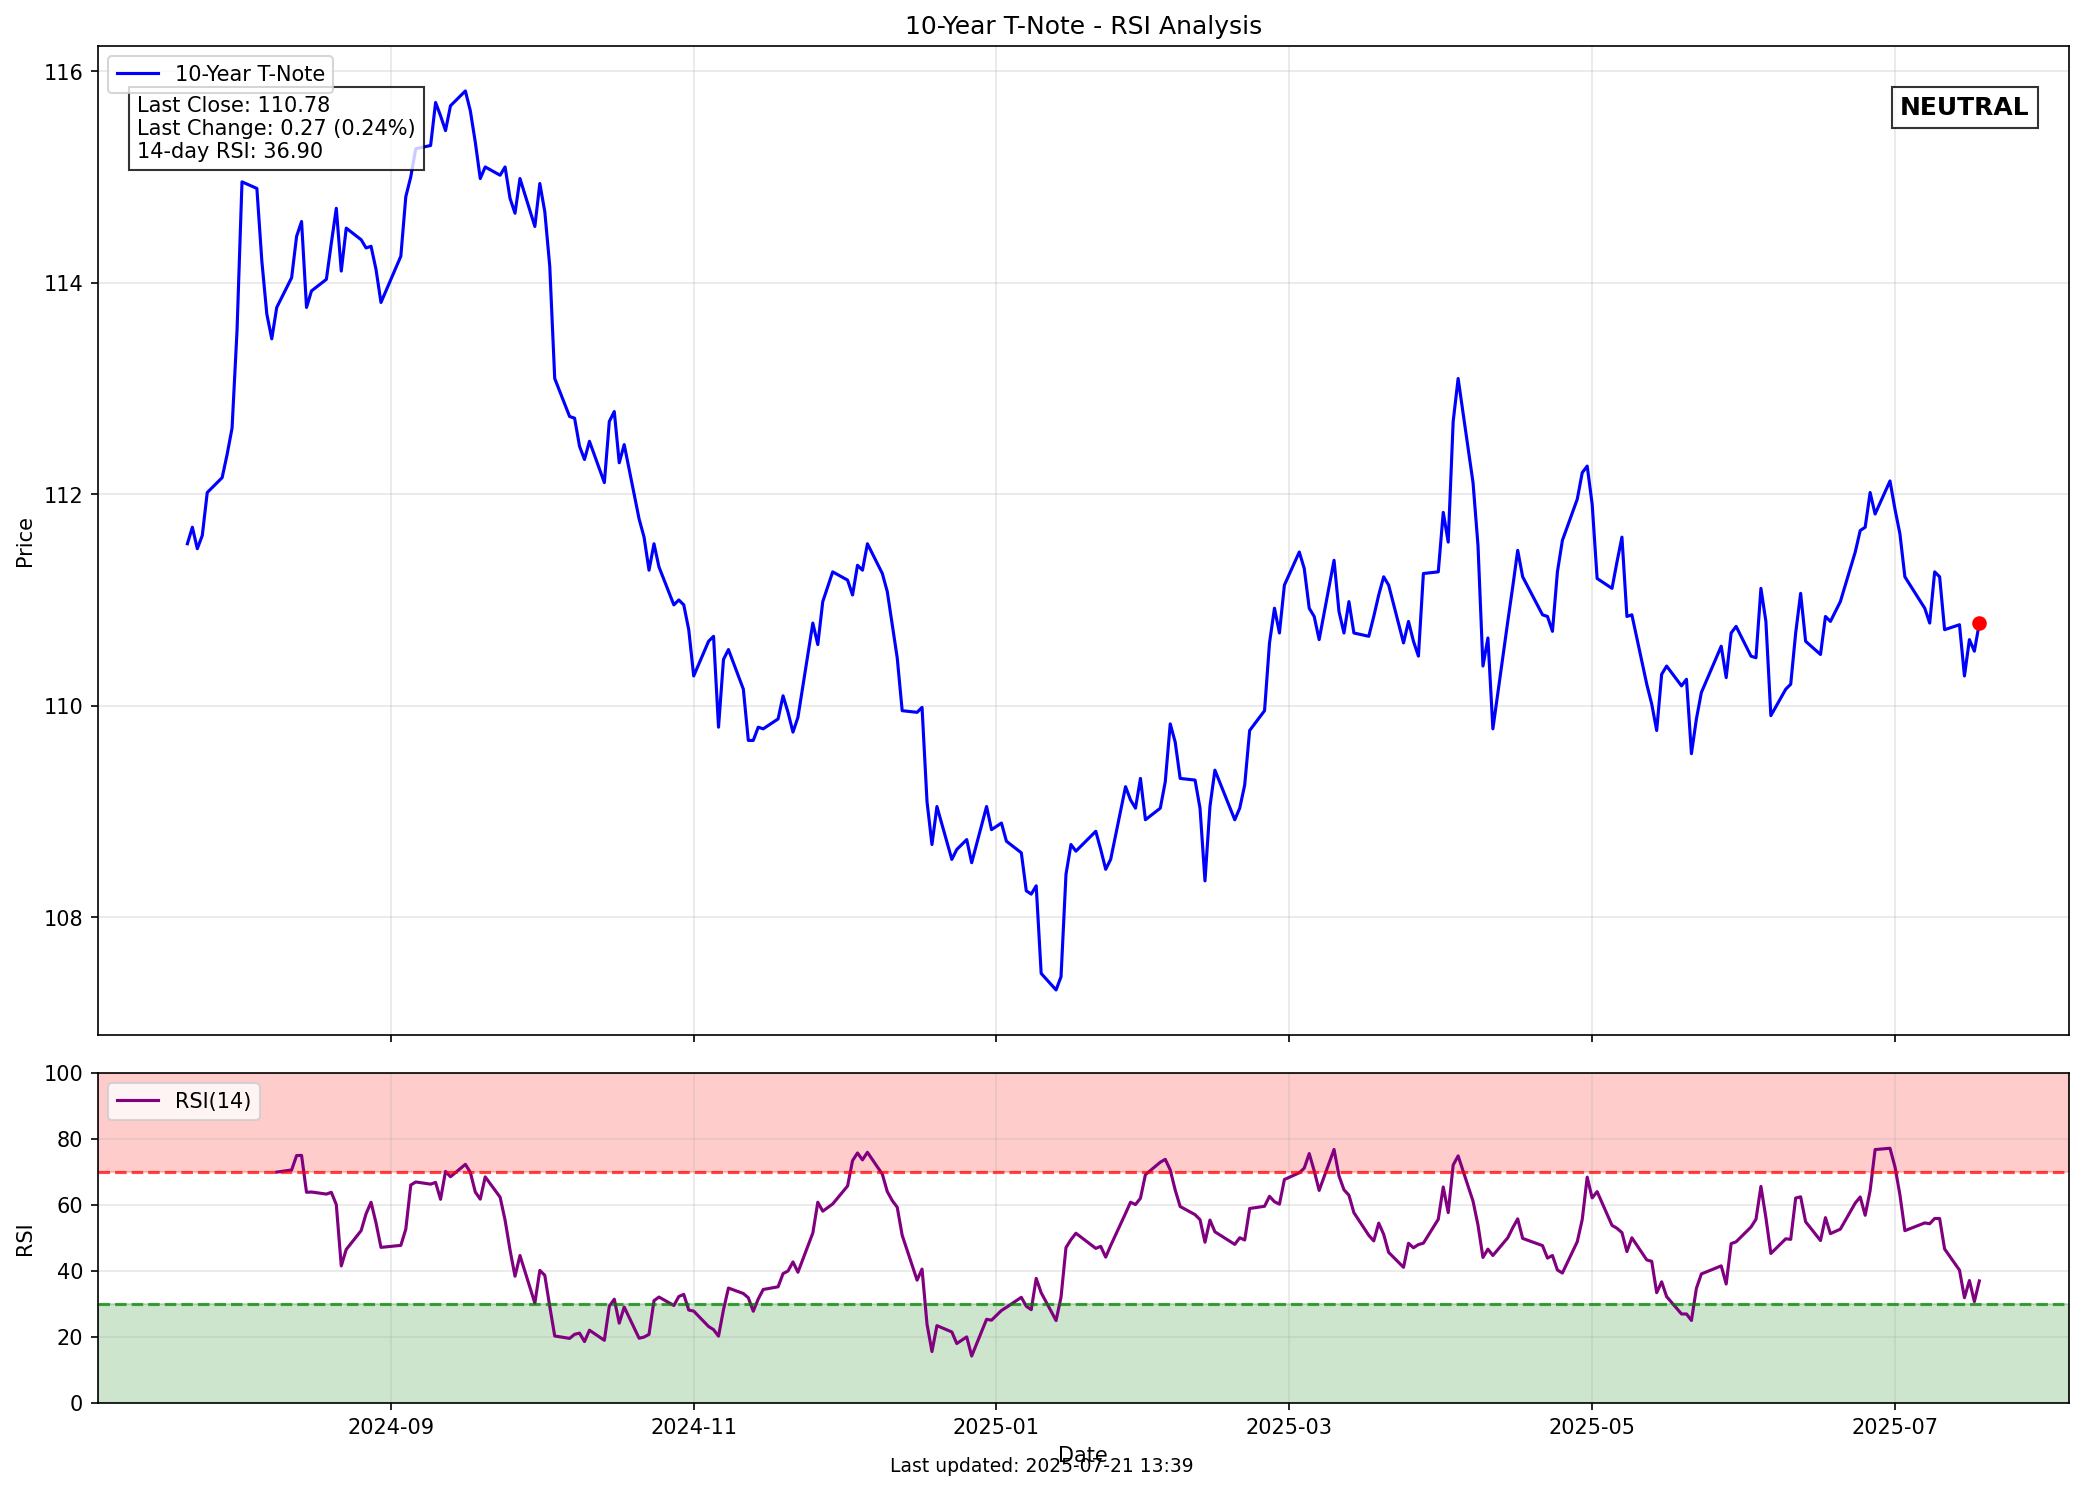 10-Year T-Note - RSI Analysis
10-Year T-Note
Last Close: 110.78
Last Change: 0.27 (0.24%)
14-day RSI: 36.90
NEUTRAL
Price
116
114
112
110
108
RSI(14)
RSI
100
80
60
40
20
0
2024-09
2024-11
2025-01
2025-03
2025-05
2025-07
Date
Last updated: 2025-07-21 13:39